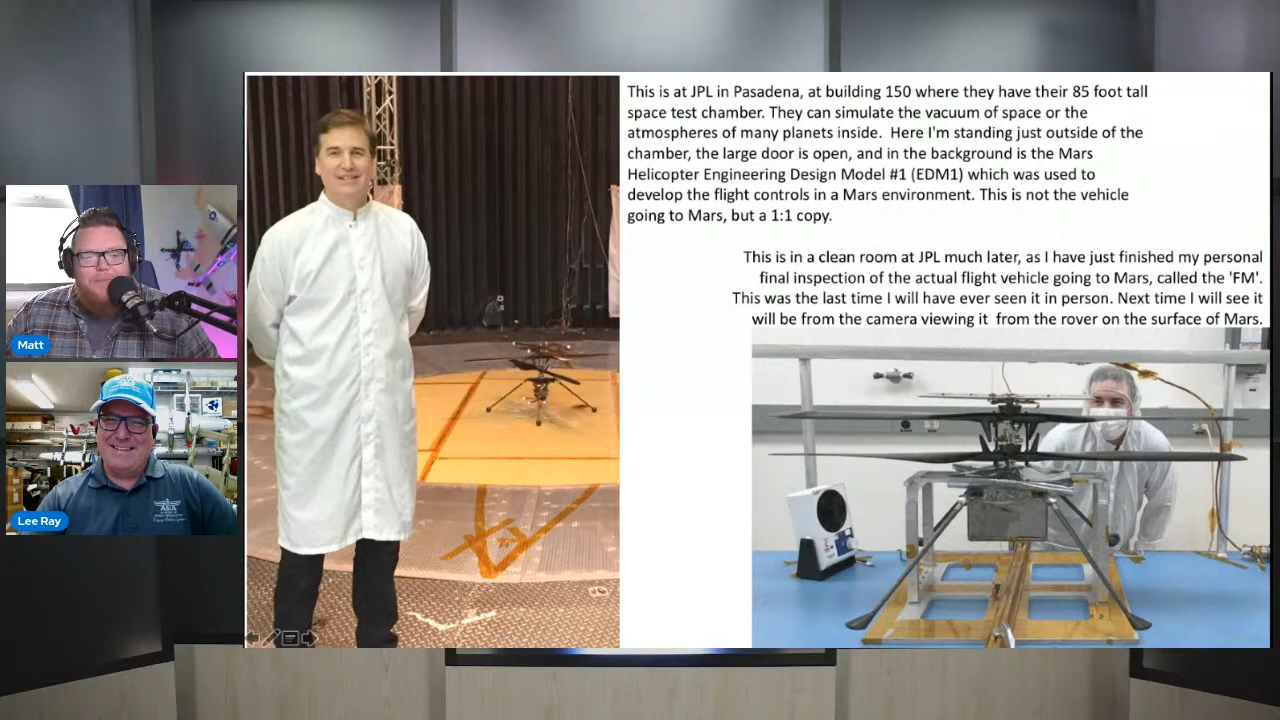 This is at JPL in Pasadena, at building 150 where they have their 85 foot tall
space test chamber. They can simulate the vacuum of space or the
atmospheres of many planets inside.  Here I'm standing just outside of the
chamber, the large door is open, and in the background is the Mars
Helicopter Engineering Design Model #1 (EDM1) which was used to
develop the flight controls in a Mars environment. This is not the vehicle
going to Mars, but a 1:1 copy.
This is in a clean room at JPL much later, as I have just finished my personal
final inspection of the actual flight vehicle going to Mars, called the 'FM'.
This was the last time I will have ever seen it in person. Next time I will see it
will be from the camera viewing it  from the rover on the surface of Mars.
Matt
Lee Ray